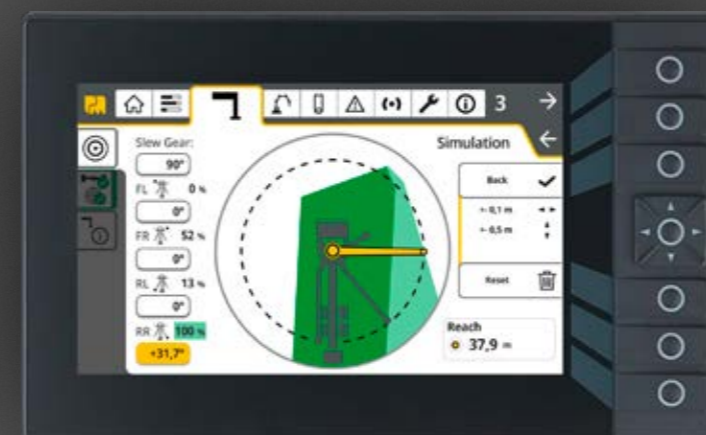 3
Slew Gear:
90°
FL 0 %
0°
FR 52 %
0°
RL 13 %
0°
RR 100 %
+31,7°
Simulation
Back
+- 0,1 m
+- 0,5 m
Reset
Reach
37,9 m